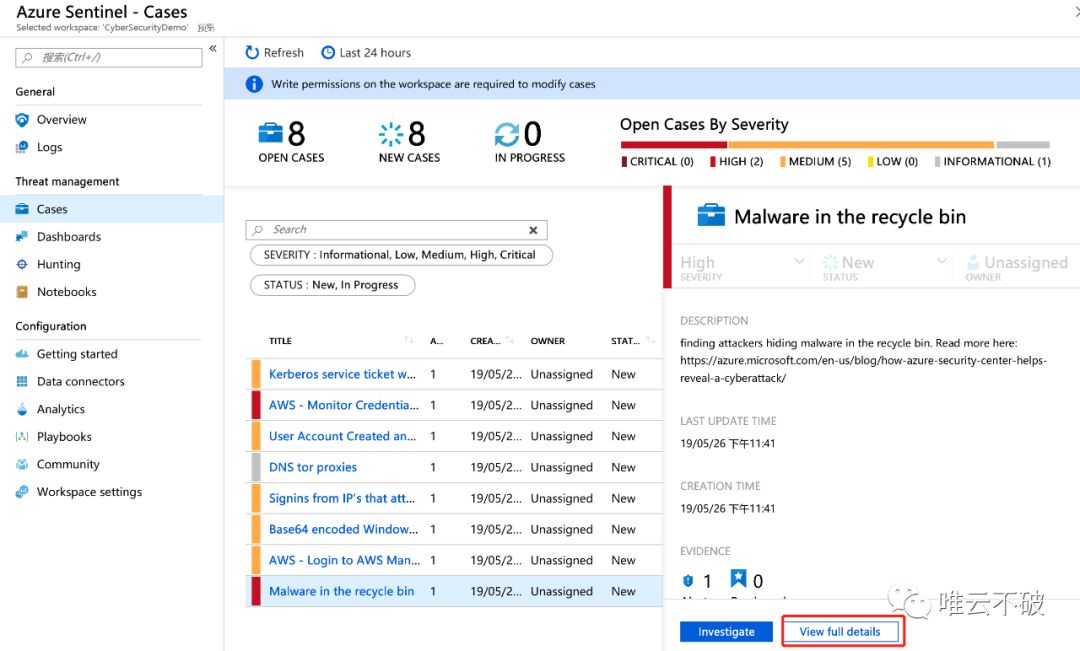 Azure Sentinel - Cases
Selected workspace: 'CyberSecurityDemo' 预览
搜索(Ctrl+/)
«
General
Overview
Logs
Threat management
Cases
Dashboards
Hunting
Notebooks
Configuration
Getting started
Data connectors
Analytics
Playbooks
Community
Workspace settings
Refresh
Last 24 hours
Write permissions on the workspace are required to modify cases
8
OPEN CASES
8
NEW CASES
0
IN PROGRESS
Open Cases By Severity
CRITICAL (0) HIGH (2) MEDIUM (5) LOW (0) INFORMATIONAL (1)
Search
SEVERITY : Informational, Low, Medium, High, Critical
STATUS : New, In Progress
TITLE A... CREA... OWNER STAT...
Kerberos service ticket w... 1 19/05/2... Unassigned New
AWS - Monitor Credentia... 1 19/05/2... Unassigned New
User Account Created an... 1 19/05/2... Unassigned New
DNS tor proxies 1 19/05/2... Unassigned New
Signins from IP's that att... 1 19/05/2... Unassigned New
Base64 encoded Window... 1 19/05/2... Unassigned New
AWS - Login to AWS Man... 1 19/05/2... Unassigned New
Malware in the recycle bin 1 19/05/2... Unassigned New
Malware in the recycle bin
High
SEVERITY
New
STATUS
Unassigned
OWNER
DESCRIPTION
finding attackers hiding malware in the recycle bin. Read more here:
https://azure.microsoft.com/en-us/blog/how-azure-security-center-helps-
reveal-a-cyberattack/
LAST UPDATE TIME
19/05/26 下午11:41
CREATION TIME
19/05/26 下午11:41
EVIDENCE
1 0
Investigate
View full details
唯云不破